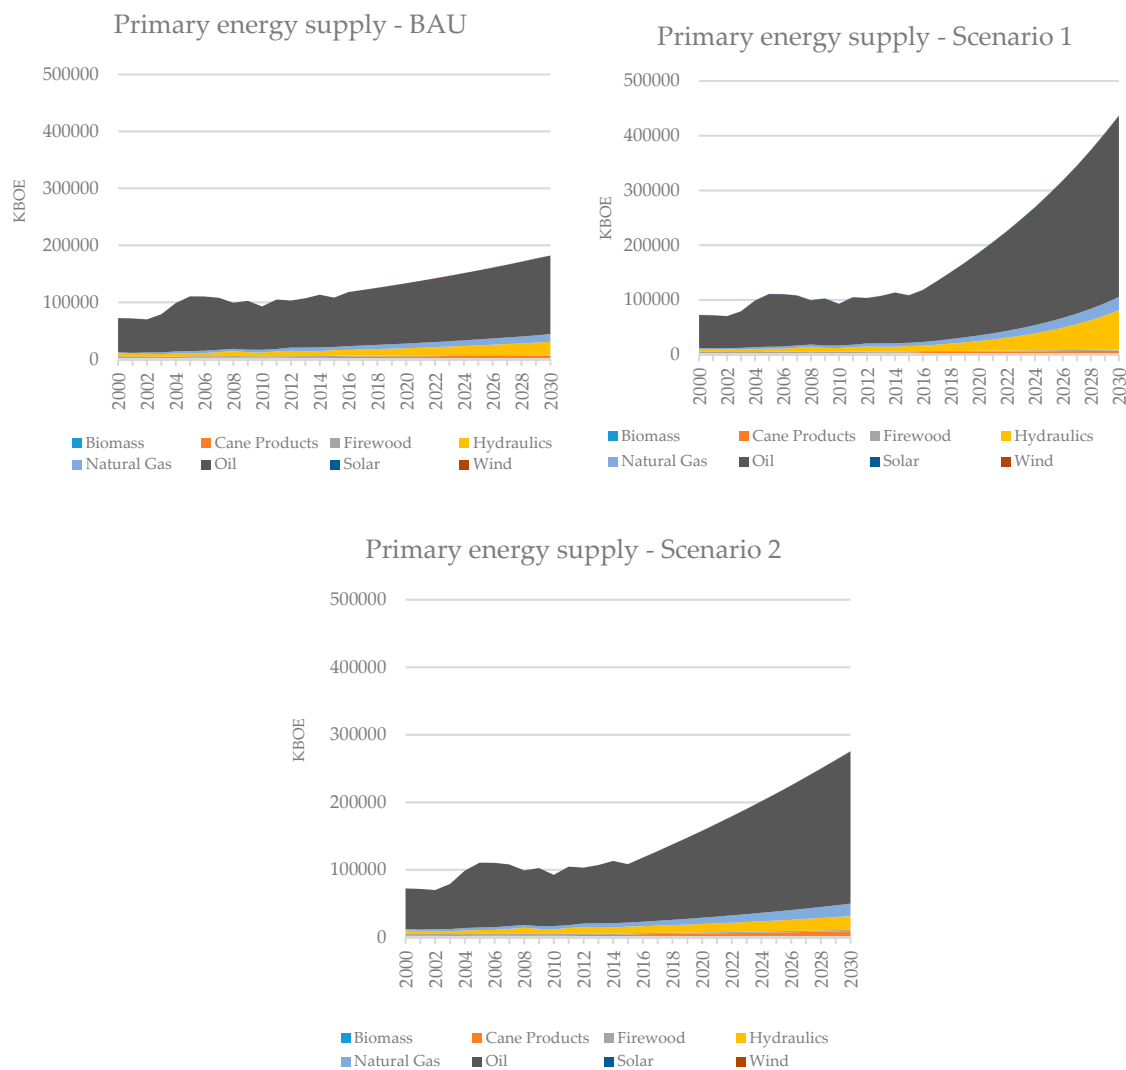 Primary energy supply - BAU
500000
400000
300000
200000
100000
0
KBOE
2000 2002 2004 2006 2008 2010 2012 2014 2016 2018 2020 2022 2024 2026 2028 2030
Biomass Cane Products Firewood Hydraulics
Natural Gas Oil Solar Wind
Primary energy supply - Scenario 1
500000
400000
300000
200000
100000
0
KBOE
2000 2002 2004 2006 2008 2010 2012 2014 2016 2018 2020 2022 2024 2026 2028 2030
Biomass Cane Products Firewood Hydraulics
Natural Gas Oil Solar Wind
Primary energy supply - Scenario 2
500000
400000
300000
200000
100000
0
KBOE
2000 2002 2004 2006 2008 2010 2012 2014 2016 2018 2020 2022 2024 2026 2028 2030
Biomass Cane Products Firewood Hydraulics
Natural Gas Oil Solar Wind